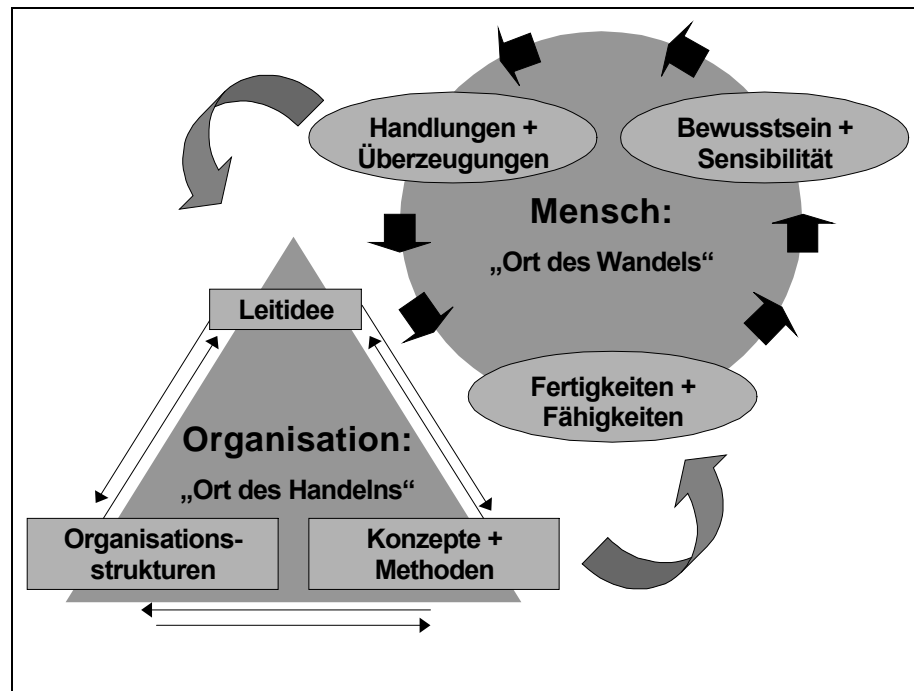 Handlungen +
Überzeugungen
Bewusstsein +
Sensibilität
Mensch:
„Ort des Wandels“
Leitidee
Fertigkeiten +
Fähigkeiten
Organisation:
„Ort des Handelns“
Organisations-
strukturen
Konzepte +
Methoden